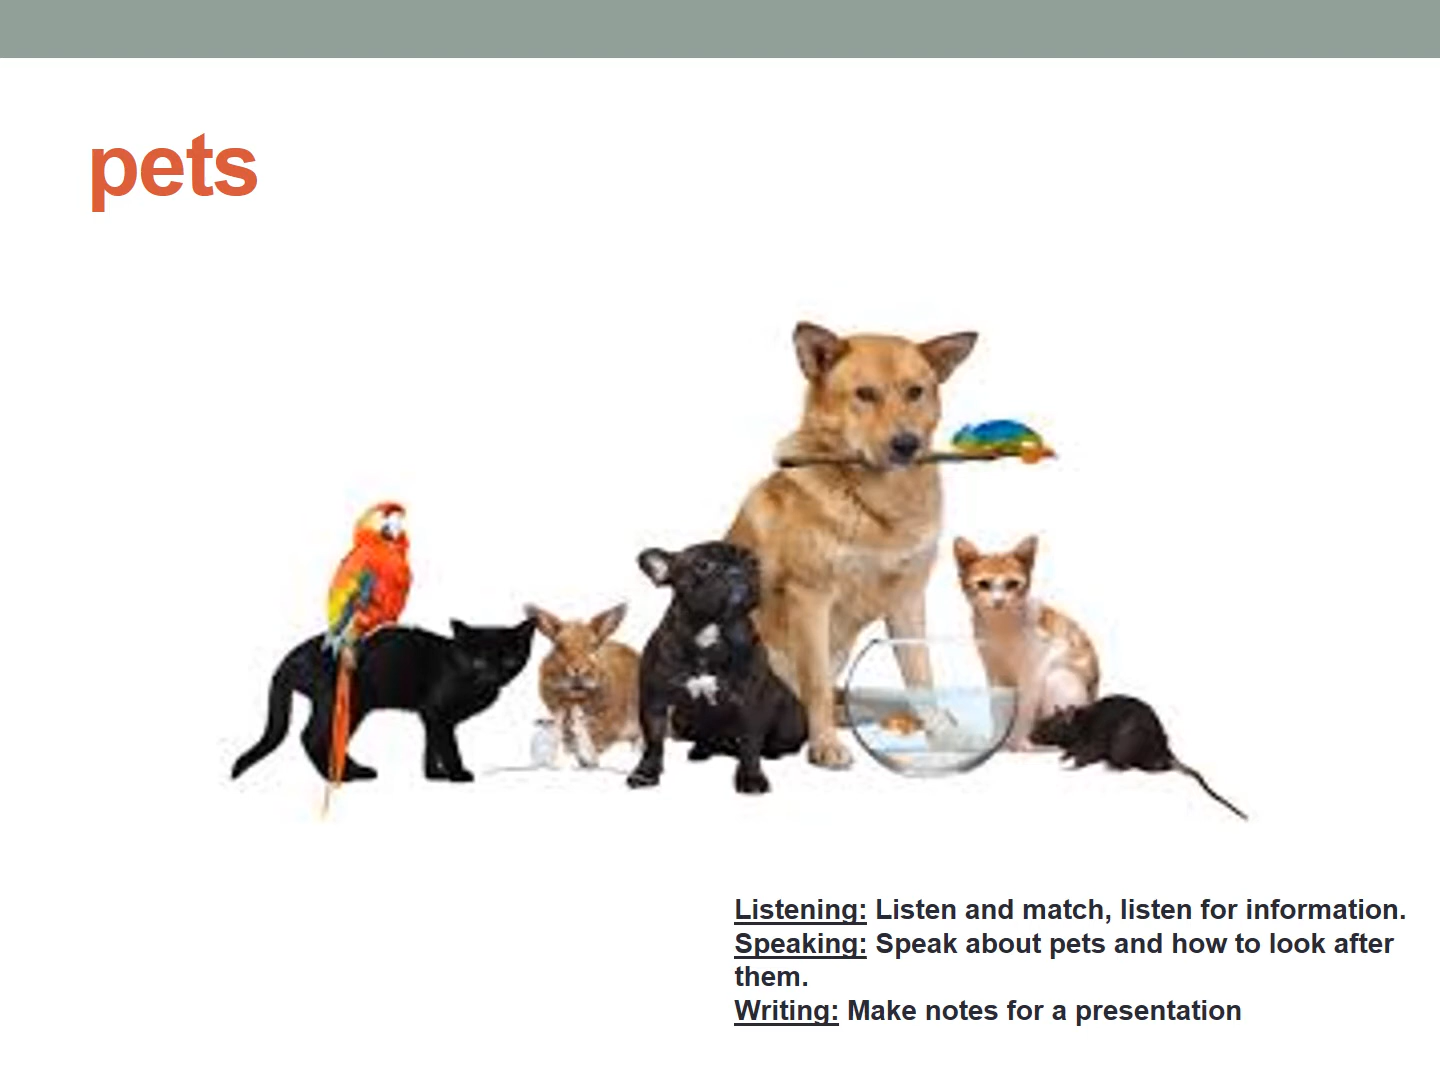 pets
Listening: Listen and match, listen for information.
Speaking: Speak about pets and how to look after
them.
Writing: Make notes for a presentation